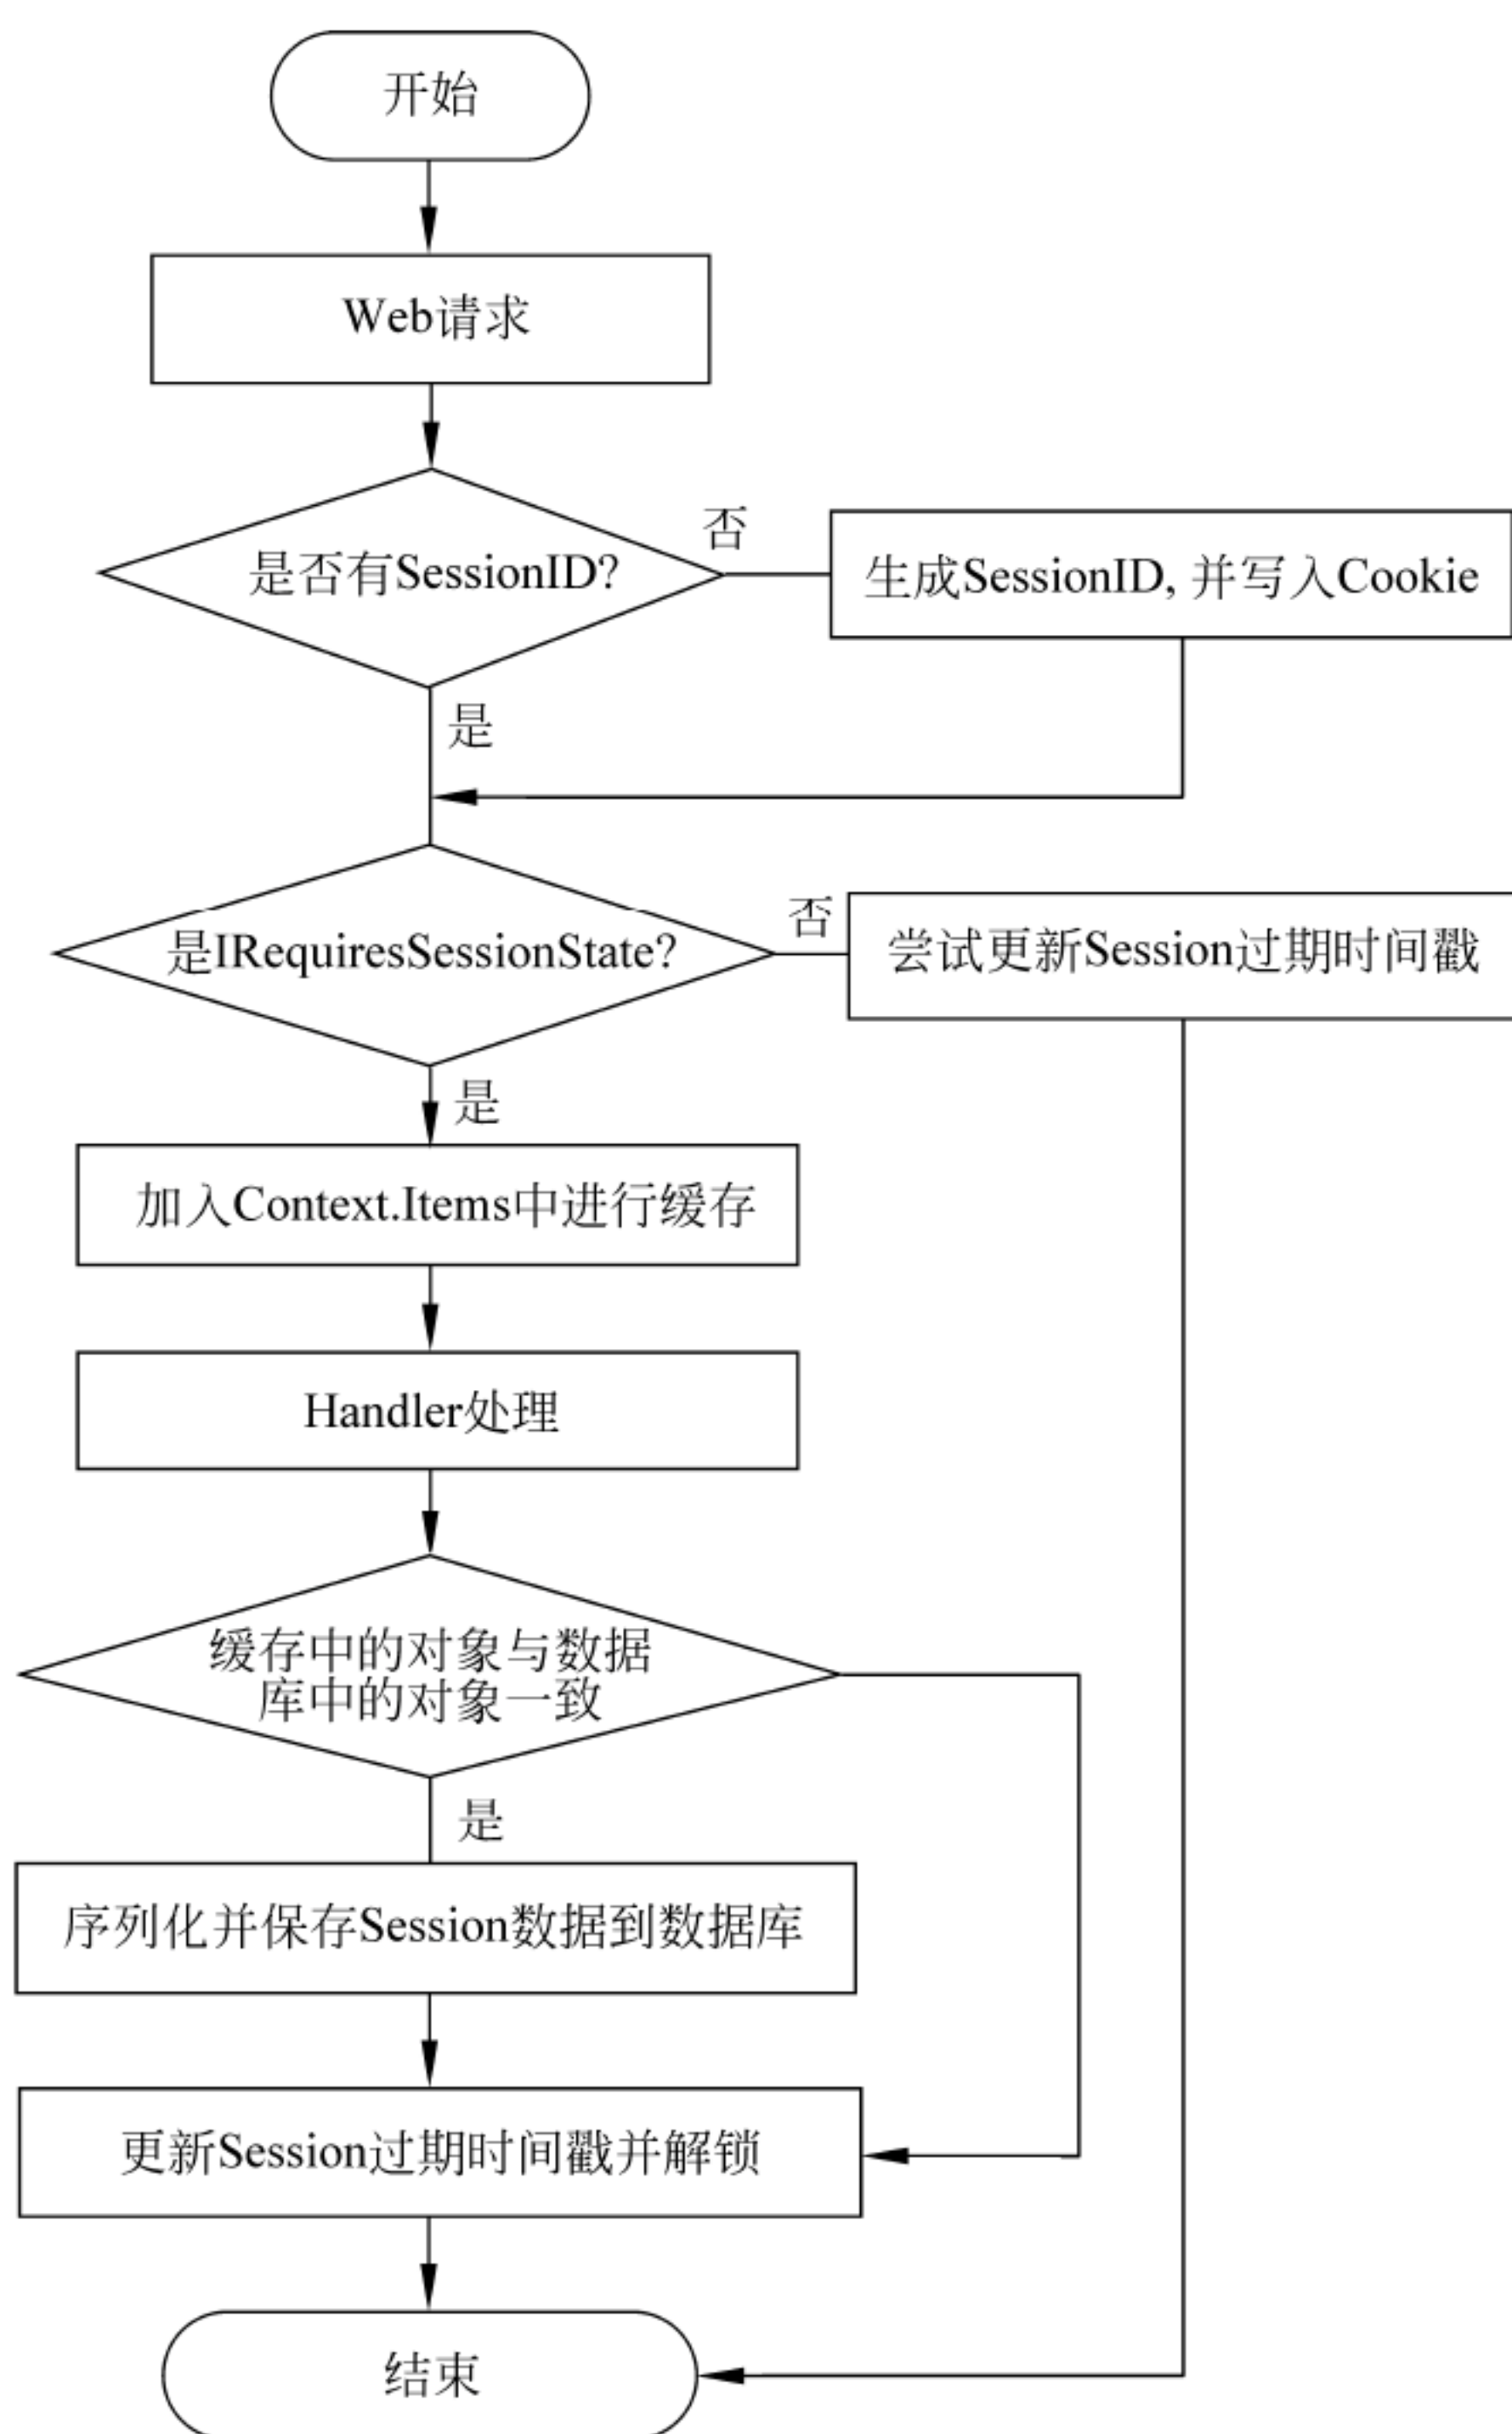 开始
Web请求
是否有SessionID?
否
生成SessionID, 并写入Cookie
是
是IRequiresSessionState?
否
尝试更新Session过期时间戳
是
加入Context.Items中进行缓存
Handler处理
缓存中的对象与数据
库中的对象一致
是
序列化并保存Session数据到数据库
更新Session过期时间戳并解锁
结束